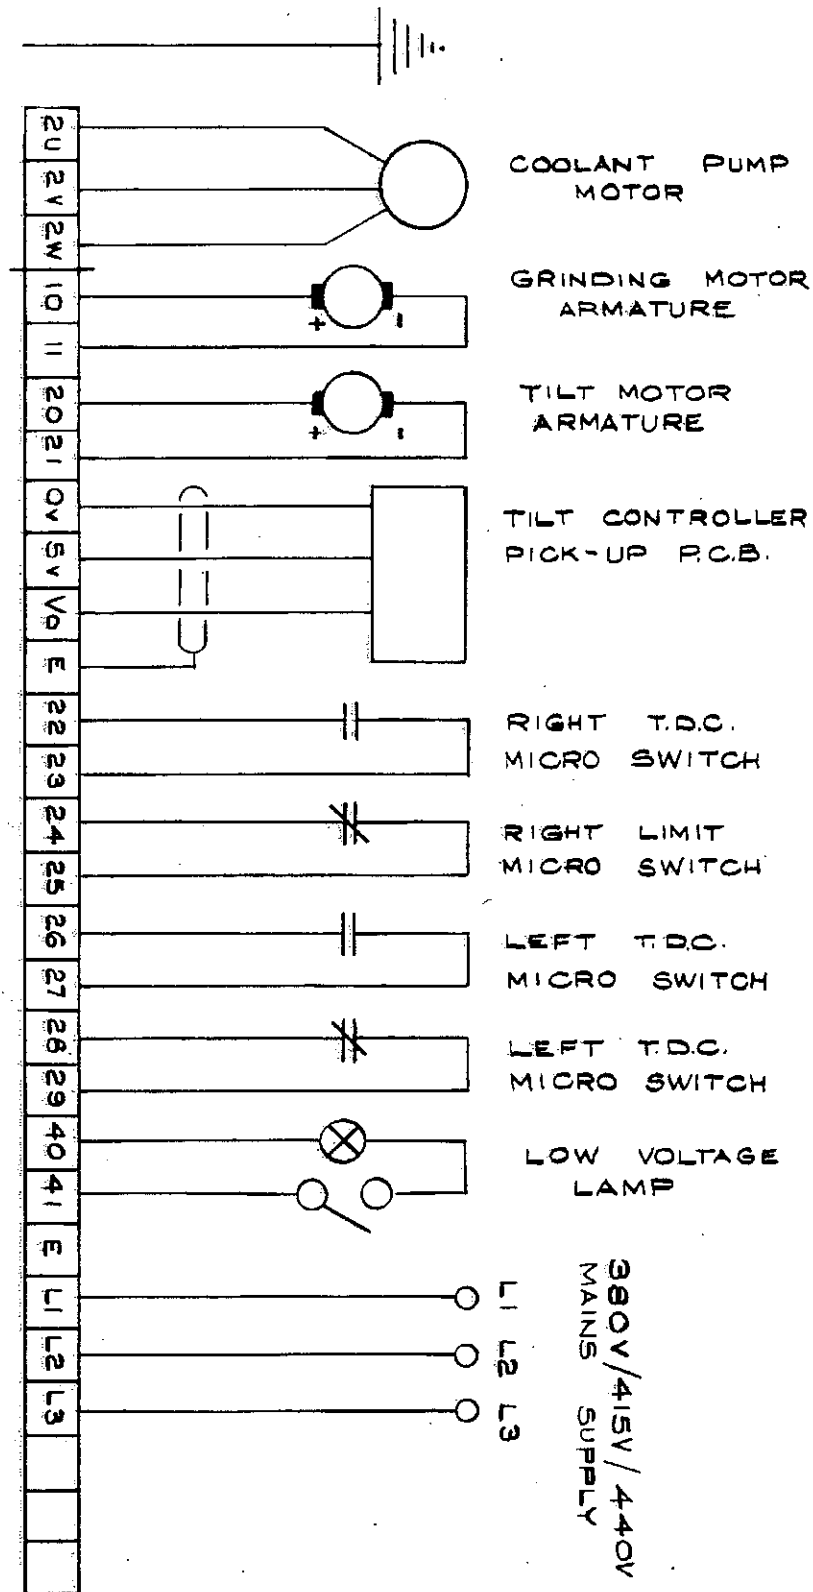 2U
2V
2W
10
11
20
21
0v
5v
Vo
E
22
23
24
25
26
27
28
29
40
41
E
L1
L2
L3
COOLANT PUMP
MOTOR
GRINDING MOTOR
ARMATURE
+ -
TILT MOTOR
ARMATURE
+ -
TILT CONTROLLER
PICK-UP P.C.B.
RIGHT T.D.C.
MICRO SWITCH
RIGHT LIMIT
MICRO SWITCH
LEFT T.D.C.
MICRO SWITCH
LEFT T.D.C.
MICRO SWITCH
LOW VOLTAGE
LAMP
L1
L2
L3
380V/415V/440V
MAINS SUPPLY